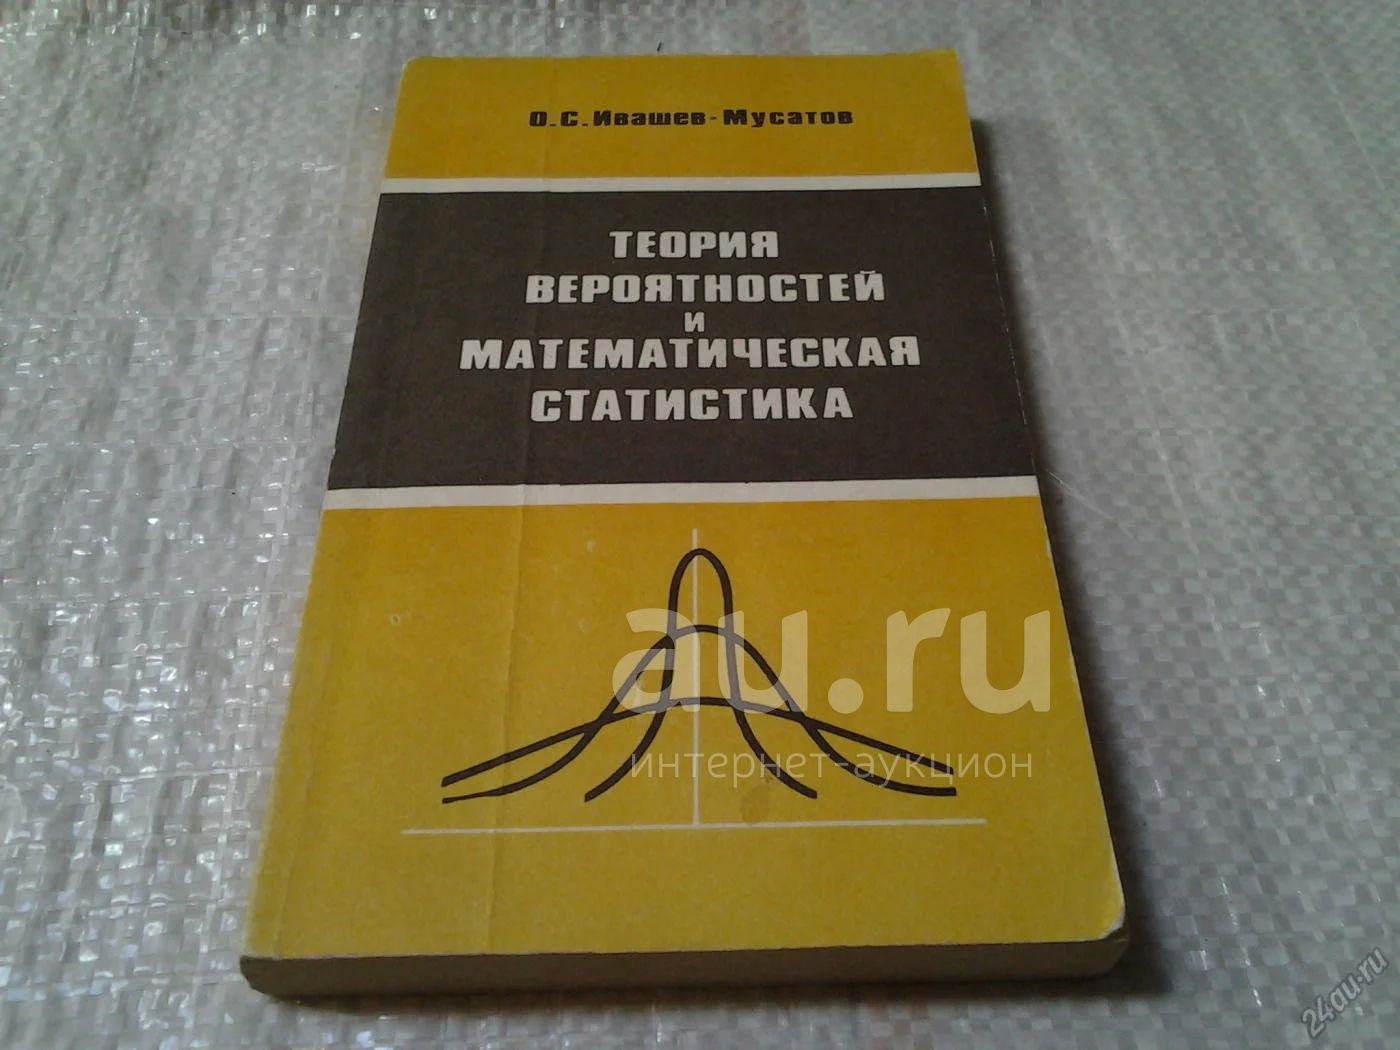 О.С.Ивашев-Мусатов
ТЕОРИЯ
ВЕРОЯТНОСТЕЙ
И
МАТЕМАТИЧЕСКАЯ
СТАТИСТИКА
au.ru
интернет-аукцион
24au.ru